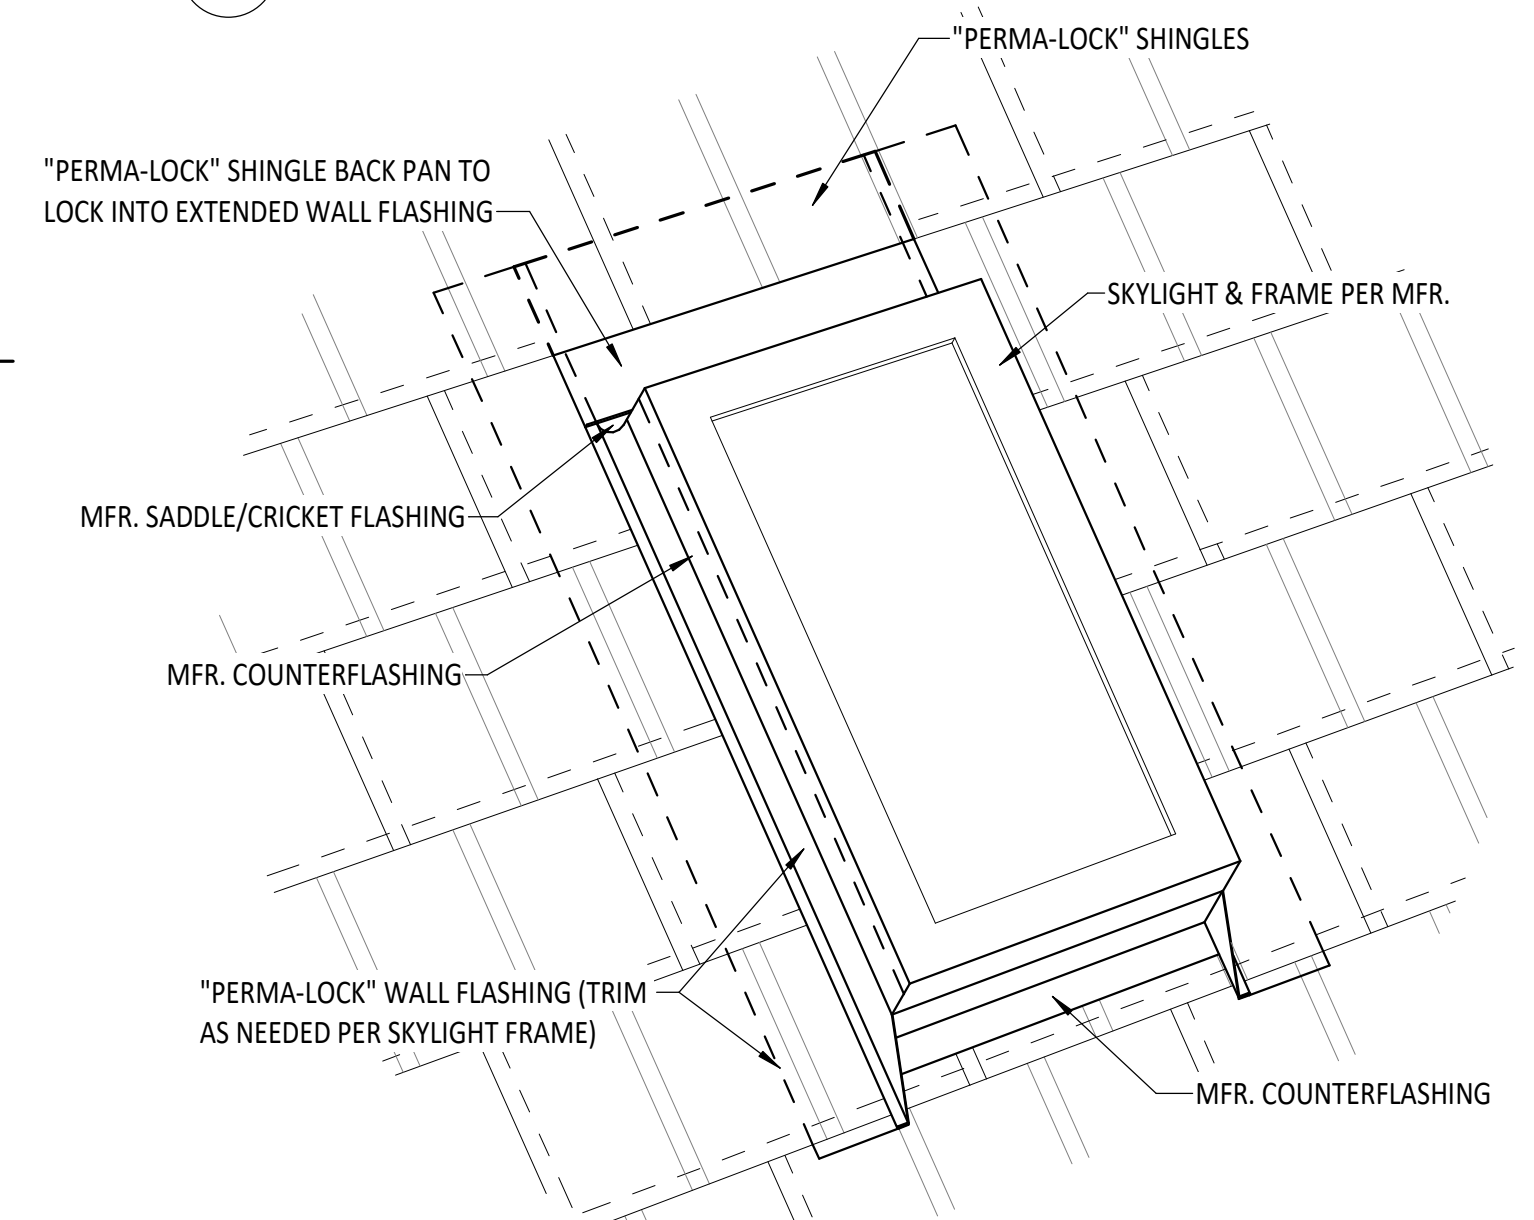 "PERMA-LOCK" SHINGLES
"PERMA-LOCK" SHINGLE BACK PAN TO
LOCK INTO EXTENDED WALL FLASHING
SKYLIGHT & FRAME PER MFR.
MFR. SADDLE/CRICKET FLASHING
MFR. COUNTERFLASHING
"PERMA-LOCK" WALL FLASHING (TRIM
AS NEEDED PER SKYLIGHT FRAME)
MFR. COUNTERFLASHING